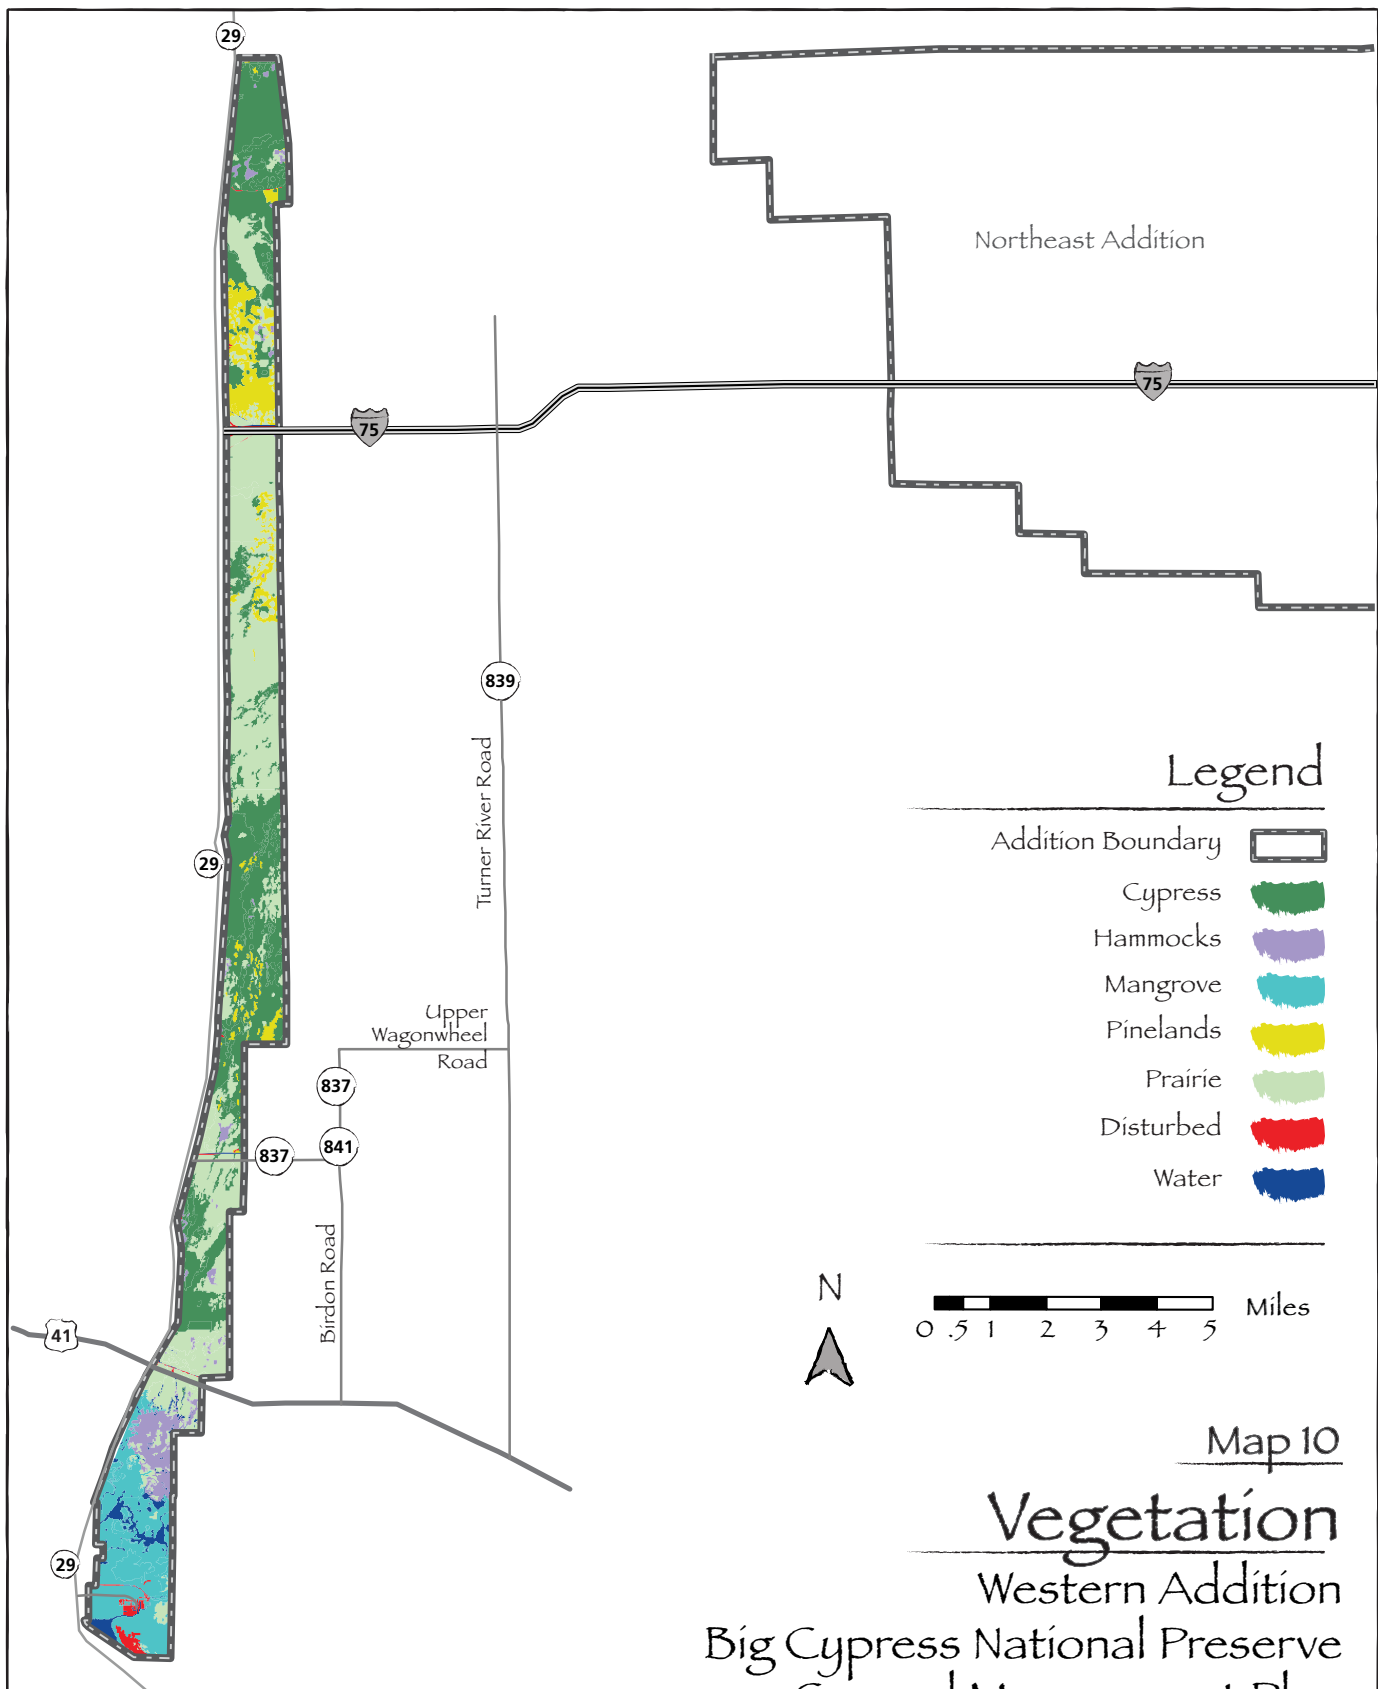 29
Northeast Addition
75
75
839
Turner River Road
29
Upper
Wagonwheel
Road
837
841
837
Birdon Road
41
29
Legend
Addition Boundary
Cypress
Hammocks
Mangrove
Pinelands
Prairie
Disturbed
Water
N
0 .5 1 2 3 4 5 Miles
Map 10
Vegetation
Western Addition
Big Cypress National Preserve